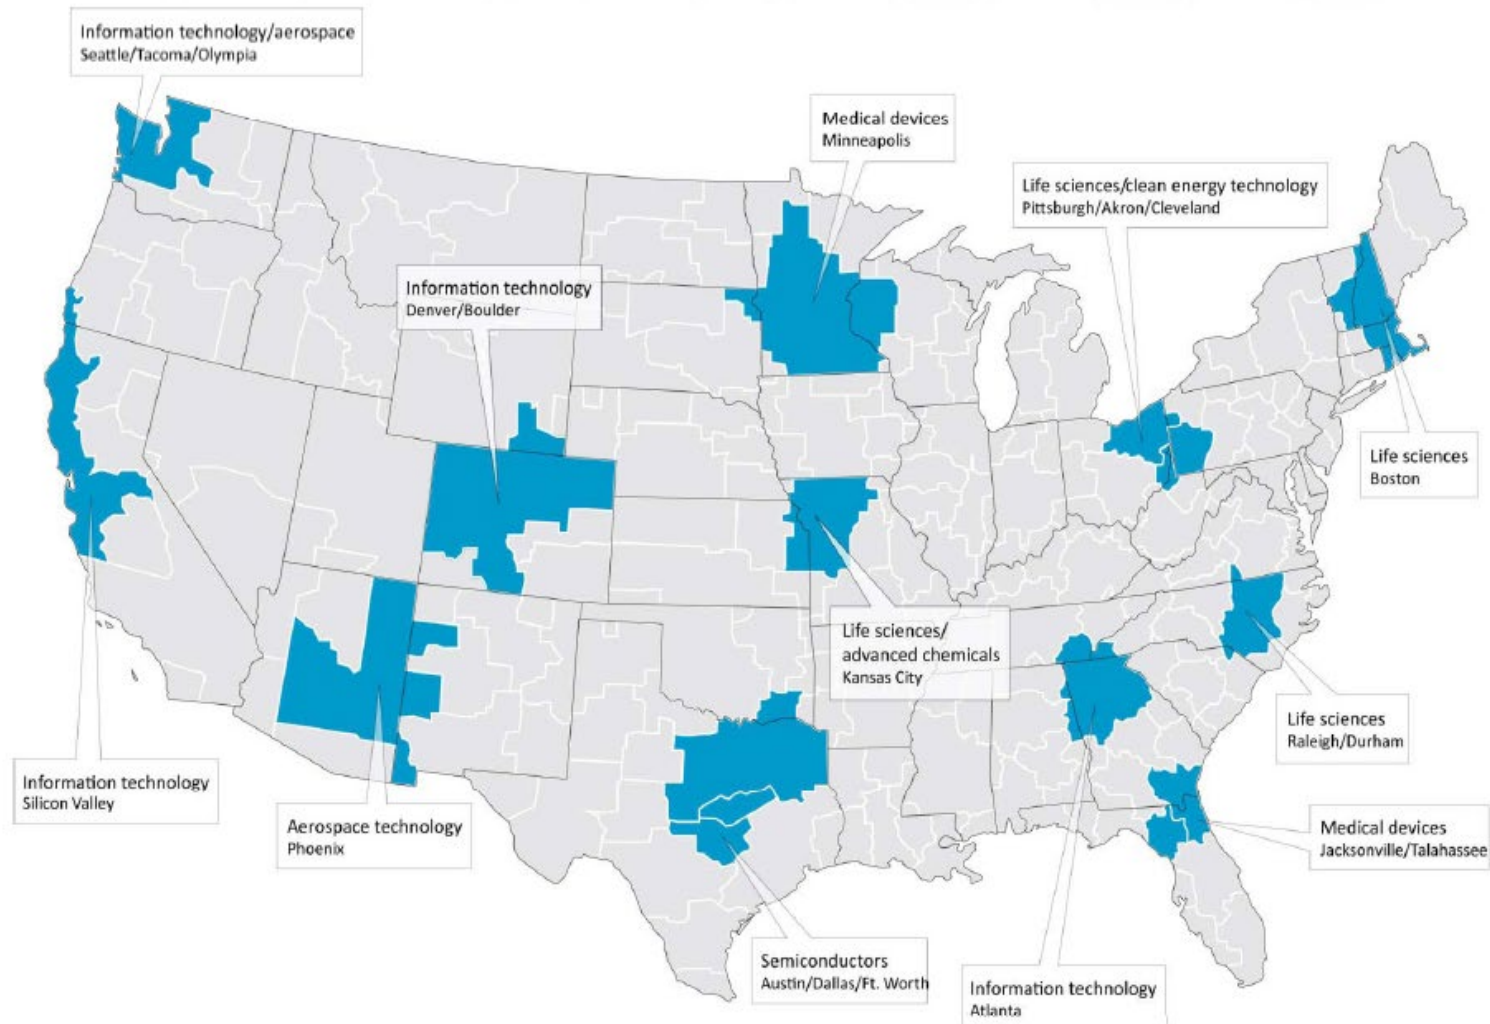 Information technology/aerospace
Seattle/Tacoma/Olympia
Medical devices
Minneapolis
Life sciences/clean energy technology
Pittsburgh/Akron/Cleveland
Information technology
Denver/Boulder
Life sciences
Boston
Life sciences/
advanced chemicals
Kansas City
Life sciences
Raleigh/Durham
Information technology
Silicon Valley
Aerospace technology
Phoenix
Medical devices
Jacksonville/Talahassee
Semiconductors
Austin/Dallas/Ft. Worth
Information technology
Atlanta